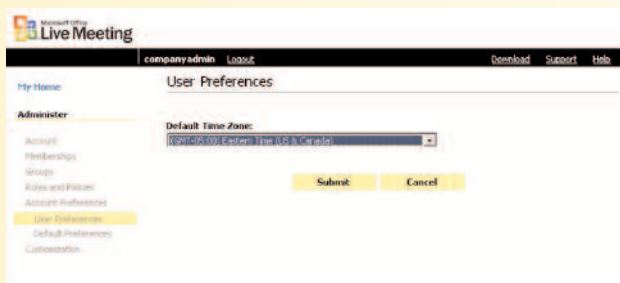 Microsoft Office
Live Meeting
companyadmin Logout Download Support Help
My Home
User Preferences
Administer
Default Time Zone:
(GMT-05:00) Eastern Time (US & Canada)
Account
Memberships
Groups
Roles and Policies
Account Preferences
User Preferences
Default Preferences
Customization
Submit Cancel